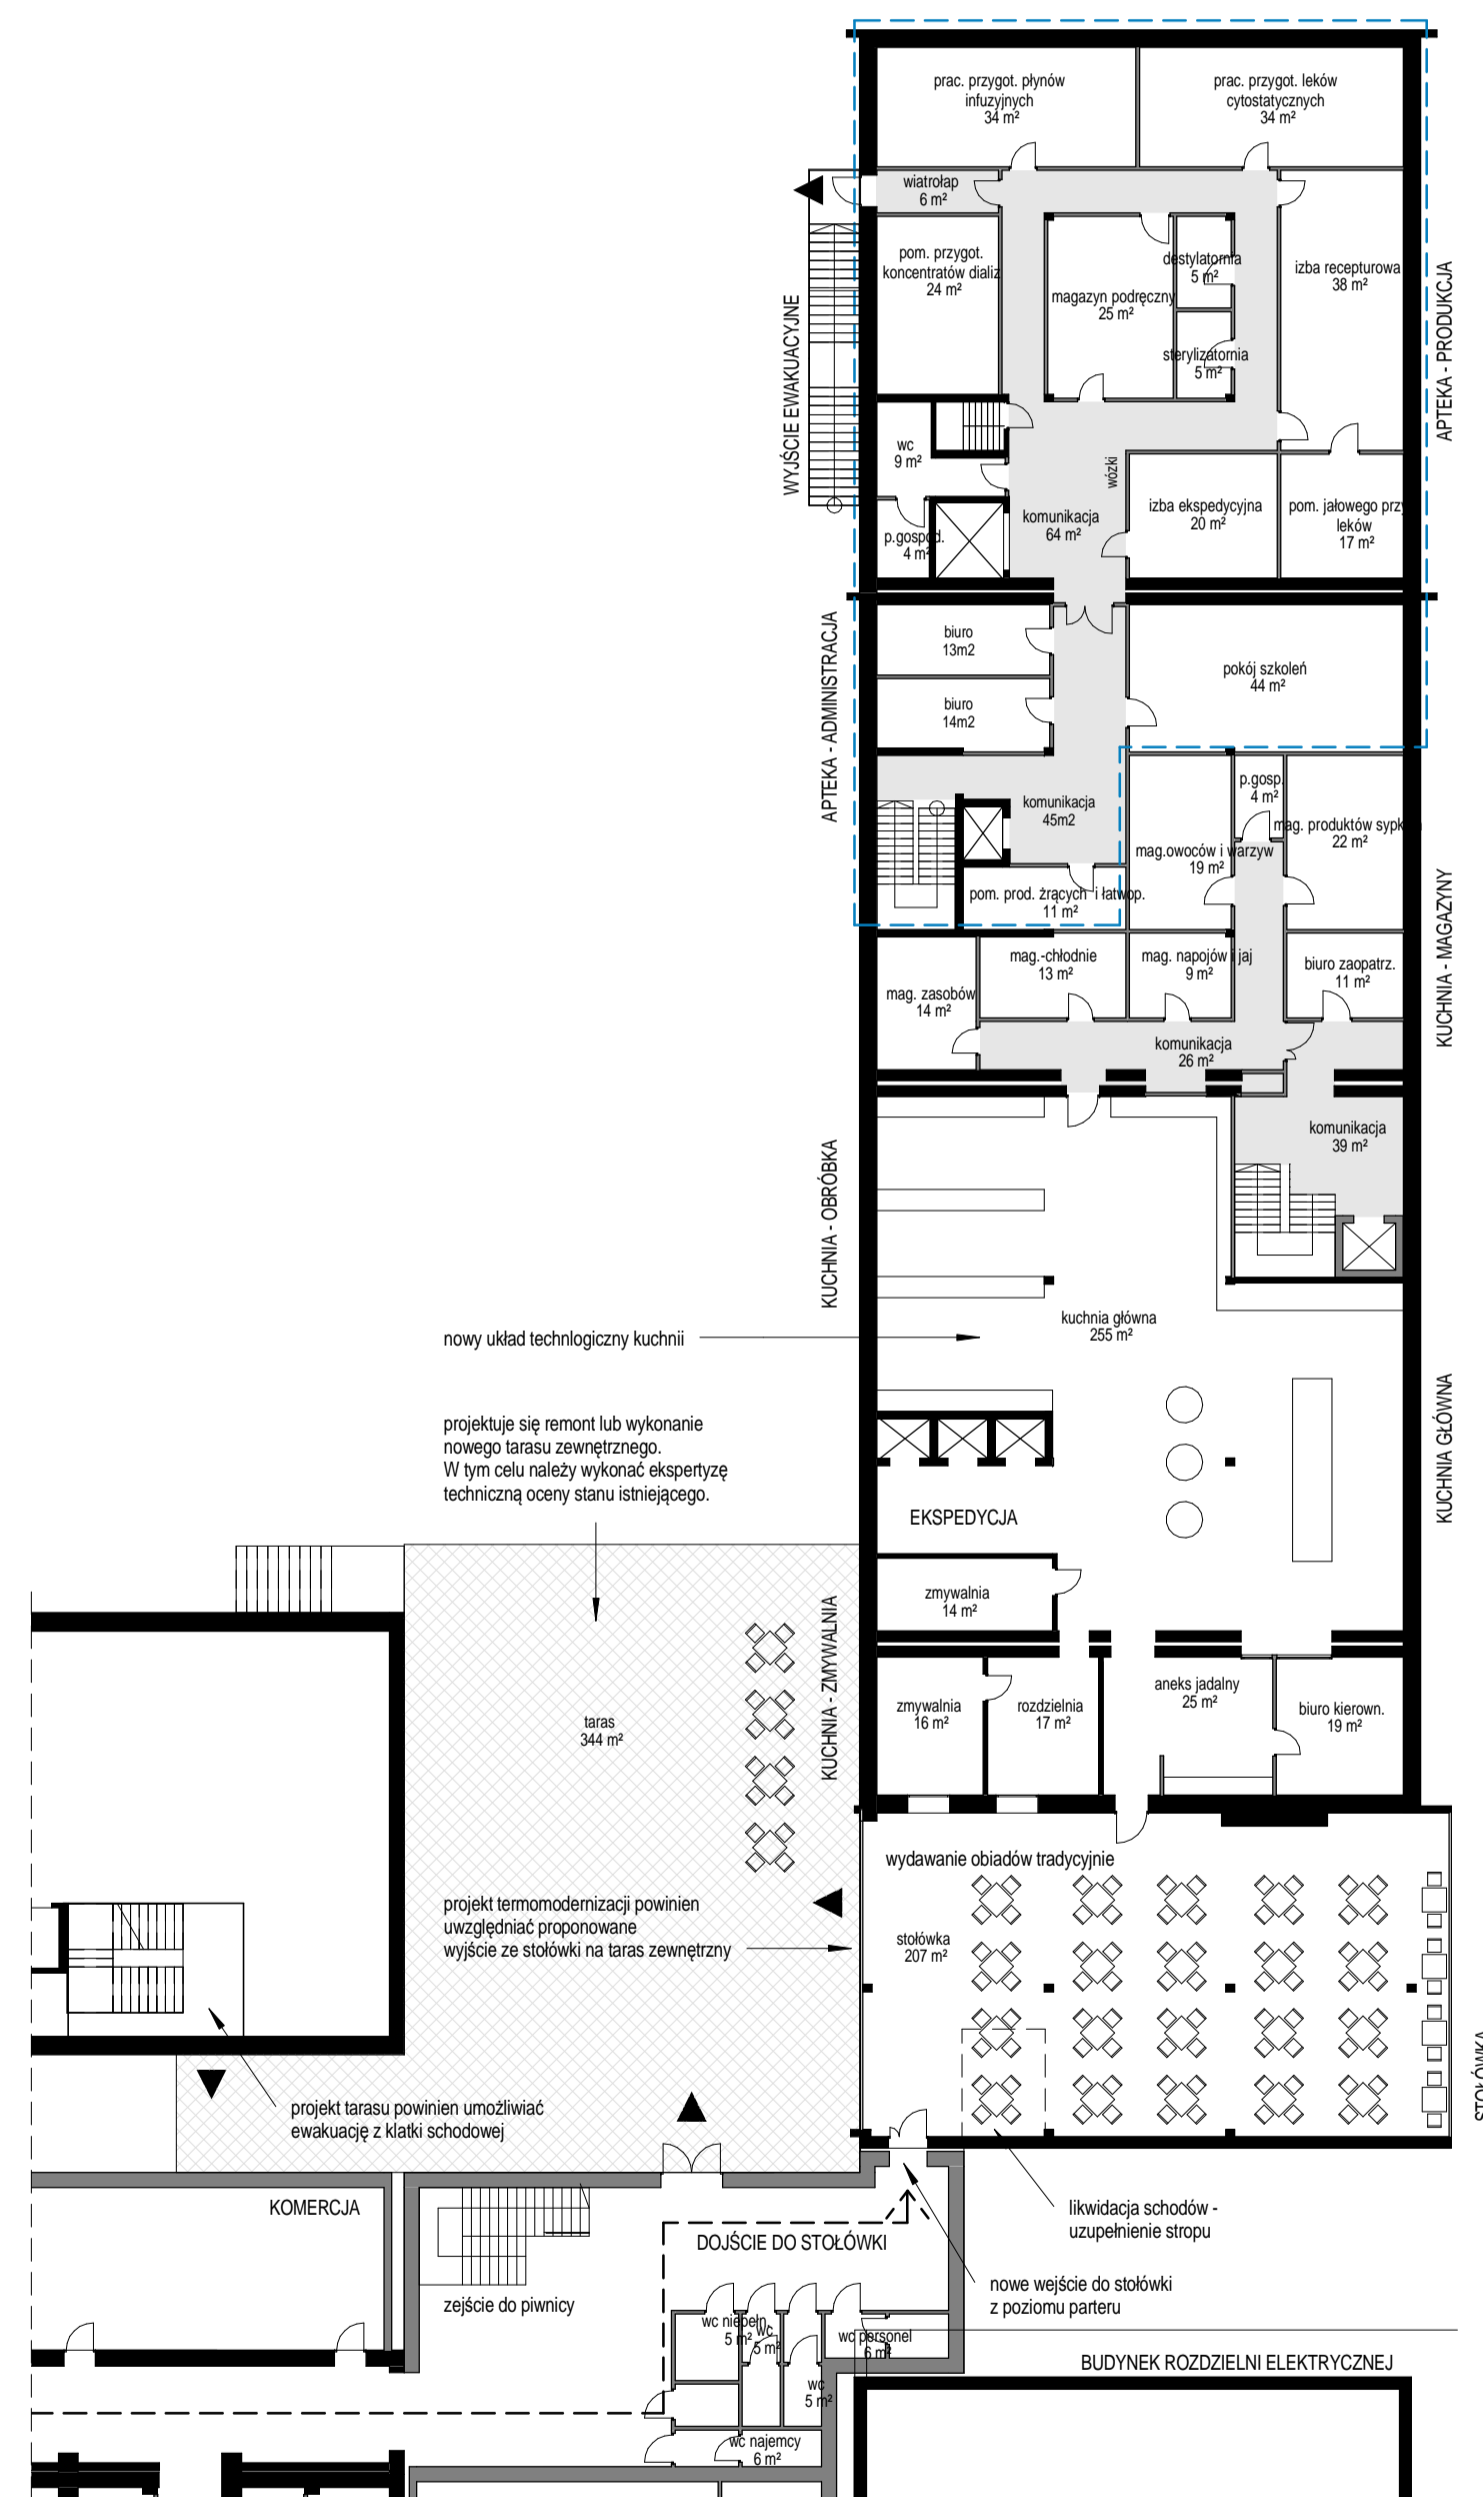 prac. przygot. płynów
infuzyjnych
34 m²
prac. przygot. leków
cytostatycznych
34 m²
wiatrołap
6 m²
pom. przygot.
koncentratów dializ
24 m²
magazyn podręczny
25 m²
destylatornia
5 m²
sterylizatornia
5 m²
izba recepturowa
38 m²
APTEKA - PRODUKCJA
WYJŚCIE EWAKUACYJNE
wc
9 m²
wózki
p.gospod.
4 m²
komunikacja
64 m²
izba ekspedycyjna
20 m²
pom. jałowego przy
leków
17 m²
APTEKA - ADMINISTRACJA
biuro
13m2
biuro
14m2
pokój szkoleń
44 m²
komunikacja
45m2
p.gosp.
4 m²
mag. produktów sypk
22 m²
mag.owoców i warzyw
19 m²
pom. prod. żrących i łatwop.
11 m²
KUCHNIA - MAGAZYNY
mag.-chłodnie
13 m²
mag. napojów i jaj
9 m²
biuro zaopatrz.
11 m²
mag. zasobów
14 m²
komunikacja
26 m²
komunikacja
39 m²
KUCHNIA - OBRÓBKA
kuchnia główna
255 m²
nowy układ technlogiczny kuchnii
KUCHNIA GŁÓWNA
projektuje się remont lub wykonanie
nowego tarasu zewnętrznego.
W tym celu należy wykonać ekspertyzę
techniczną oceny stanu istniejącego.
EKSPEDYCJA
zmywalnia
14 m²
KUCHNIA - ZMYWALNIA
taras
344 m²
zmywalnia
16 m²
rozdzielnia
17 m²
aneks jadalny
25 m²
biuro kierown.
19 m²
wydawanie obiadów tradycyjnie
projekt termomodernizacji powinien
uwzględniać proponowane
wyjście ze stołówki na taras zewnętrzny
stołówka
207 m²
STOŁÓWKA
projekt tarasu powinien umożliwiać
ewakuację z klatki schodowej
KOMERCJA
likwidacja schodów -
uzupełnienie stropu
DOJŚCIE DO STOŁÓWKI
nowe wejście do stołówki
z poziomu parteru
zejście do piwnicy
wc niepełn.
5 m²
wc
5 m²
wc personel
6 m²
wc
5 m²
wc najemcy
6 m²
BUDYNEK ROZDZIELNI ELEKTRYCZNEJ